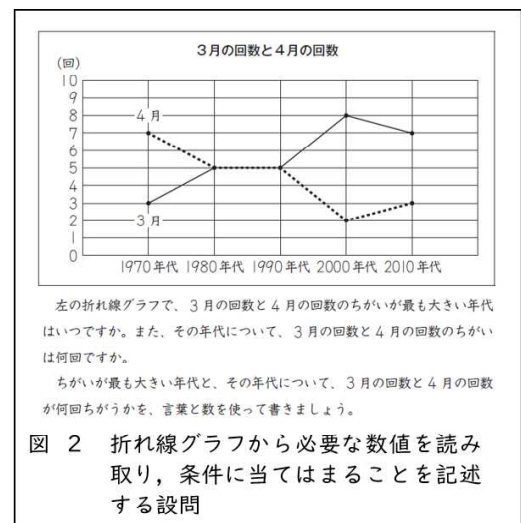 3月の回数と4月の回数
(回)
10
9
8
7
6
5
4
3
2
1
0
4月
3月
1970年代 1980年代 1990年代 2000年代 2010年代
左の折れ線グラフで、3月の回数と4月の回数のちがいが最も大きい年代
はいつですか。また、その年代について、3月の回数と4月の回数のちがい
は何回ですか。
ちがいが最も大きい年代と、その年代について、3月の回数と4月の回数
が何回ちがうかを、言葉と数を使って書きましょう。
図 2 折れ線グラフから必要な数値を読み
取り，条件に当てはまることを記述
する設問